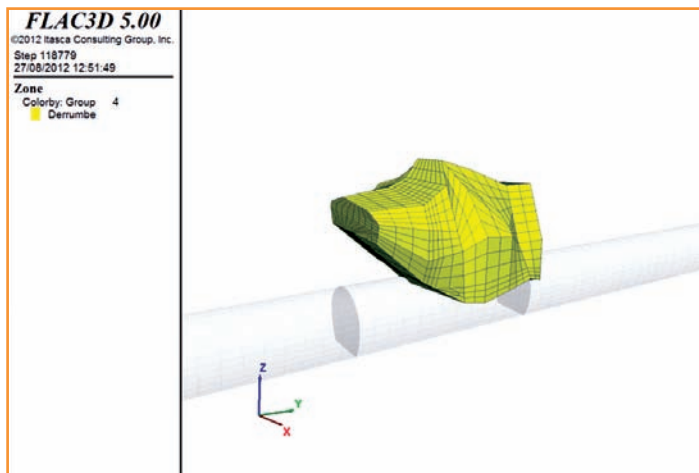 FLAC3D 5.00
©2012 Itasca Consulting Group, Inc.
Step 118779
27/08/2012 12:51:49
Zone
Colorby: Group 4
Derrumbe
Z
Y
X